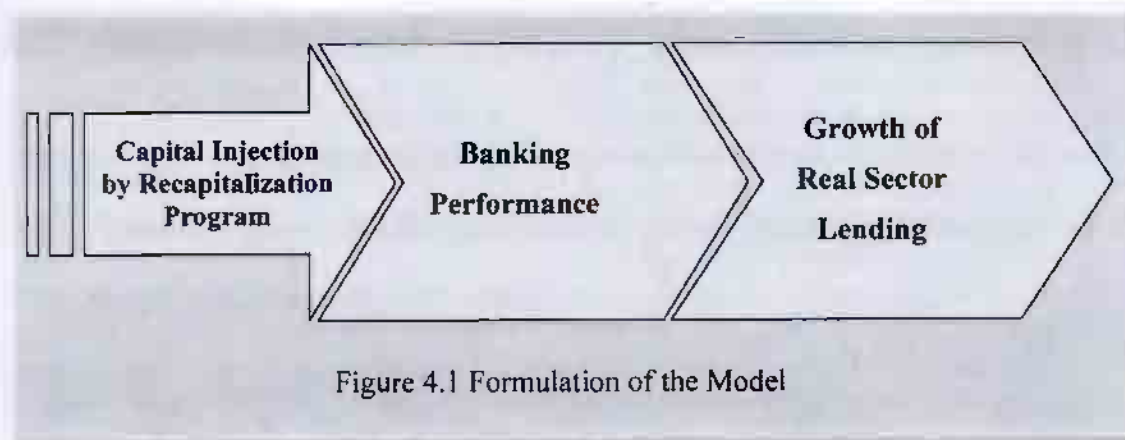 Capital Injection
by Recapitalization
Program
Banking
Performance
Growth of
Real Sector
Lending
Figure 4.1 Formulation of the Model